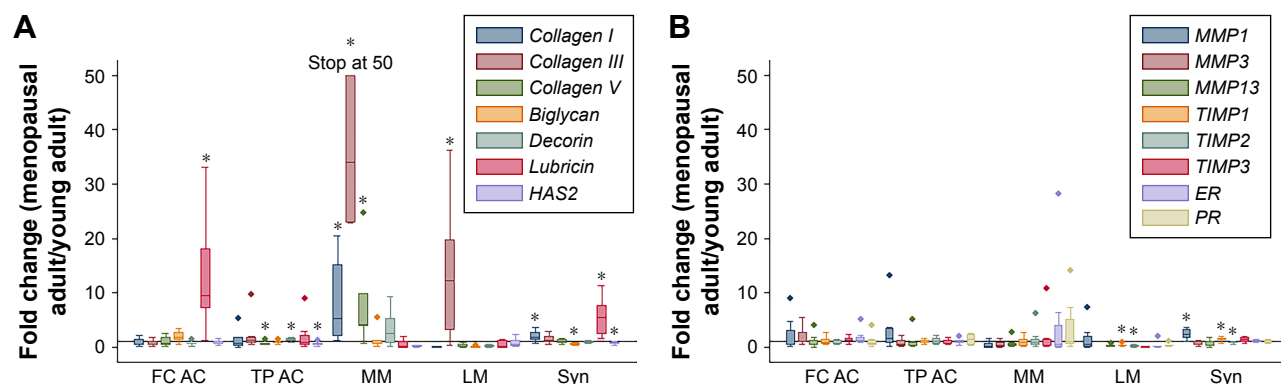 A
Fold change (menopausal
adult/young adult)
50
40
30
20
10
0
*
*
*
*
*
*
*
*
*
*
*
*
*
Stop at 50
Collagen I
Collagen III
Collagen V
Biglycan
Decorin
Lubricin
HAS2
FC AC
TP AC
MM
LM
Syn
B
Fold change (menopausal
adult/young adult)
50
40
30
20
10
0
*
*
*
*
*
MMP1
MMP3
MMP13
TIMP1
TIMP2
TIMP3
ER
PR
FC AC
TP AC
MM
LM
Syn